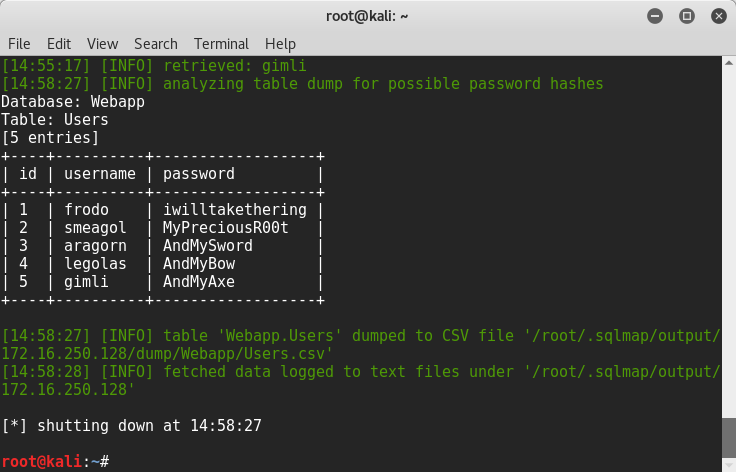 root@kali: ~
File Edit View Search Terminal Help
[14:55:17] [INFO] retrieved: gimli
[14:58:27] [INFO] analyzing table dump for possible password hashes
Database: Webapp
Table: Users
[5 entries]
+----+----------+-----------------+
| id | username | password        |
+----+----------+-----------------+
| 1  | frodo    | iwilltakethering |
| 2  | smeagol  | MyPreciousR00t  |
| 3  | aragorn  | AndMySword      |
| 4  | legolas  | AndMyBow        |
| 5  | gimli    | AndMyAxe        |
+----+----------+-----------------+
[14:58:27] [INFO] table 'Webapp.Users' dumped to CSV file '/root/.sqlmap/output/
172.16.250.128/dump/Webapp/Users.csv'
[14:58:28] [INFO] fetched data logged to text files under '/root/.sqlmap/output/
172.16.250.128'
[*] shutting down at 14:58:27
root@kali:~#